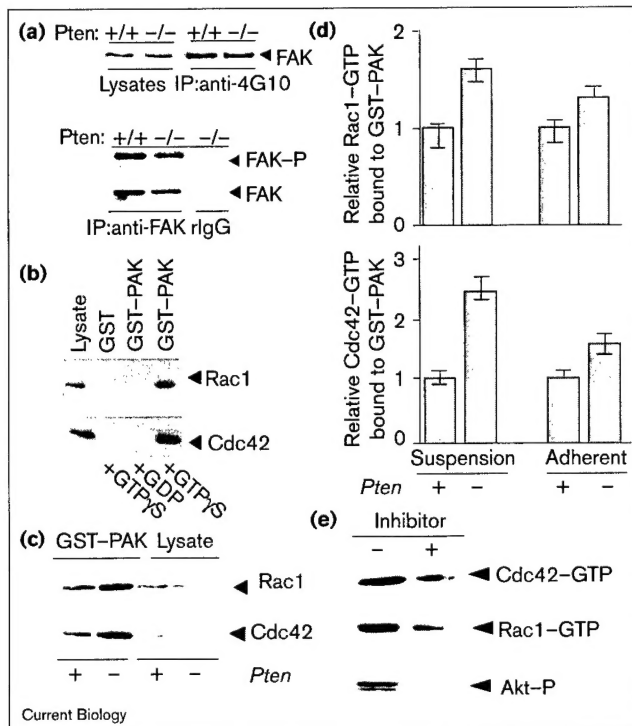 (a)
Pten: +/+ −/− +/+ −/−
FAK
Lysates IP:anti-4G10
Pten: +/+ −/− −/−
FAK–P
FAK
IP:anti-FAK rIgG
(b)
Lysate
GST
GST–PAK
GST–PAK
Rac1
Cdc42
+GTPγS
+GDP
+GTPγS
(c)
GST–PAK Lysate
Rac1
Cdc42
+ − + − Pten
(d)
Relative Rac1–GTP
bound to GST–PAK
2
1
0
Relative Cdc42–GTP
bound to GST–PAK
3
2
1
0
Suspension Adherent
Pten + − + −
(e)
Inhibitor
− +
Cdc42–GTP
Rac1–GTP
Akt–P
Current Biology